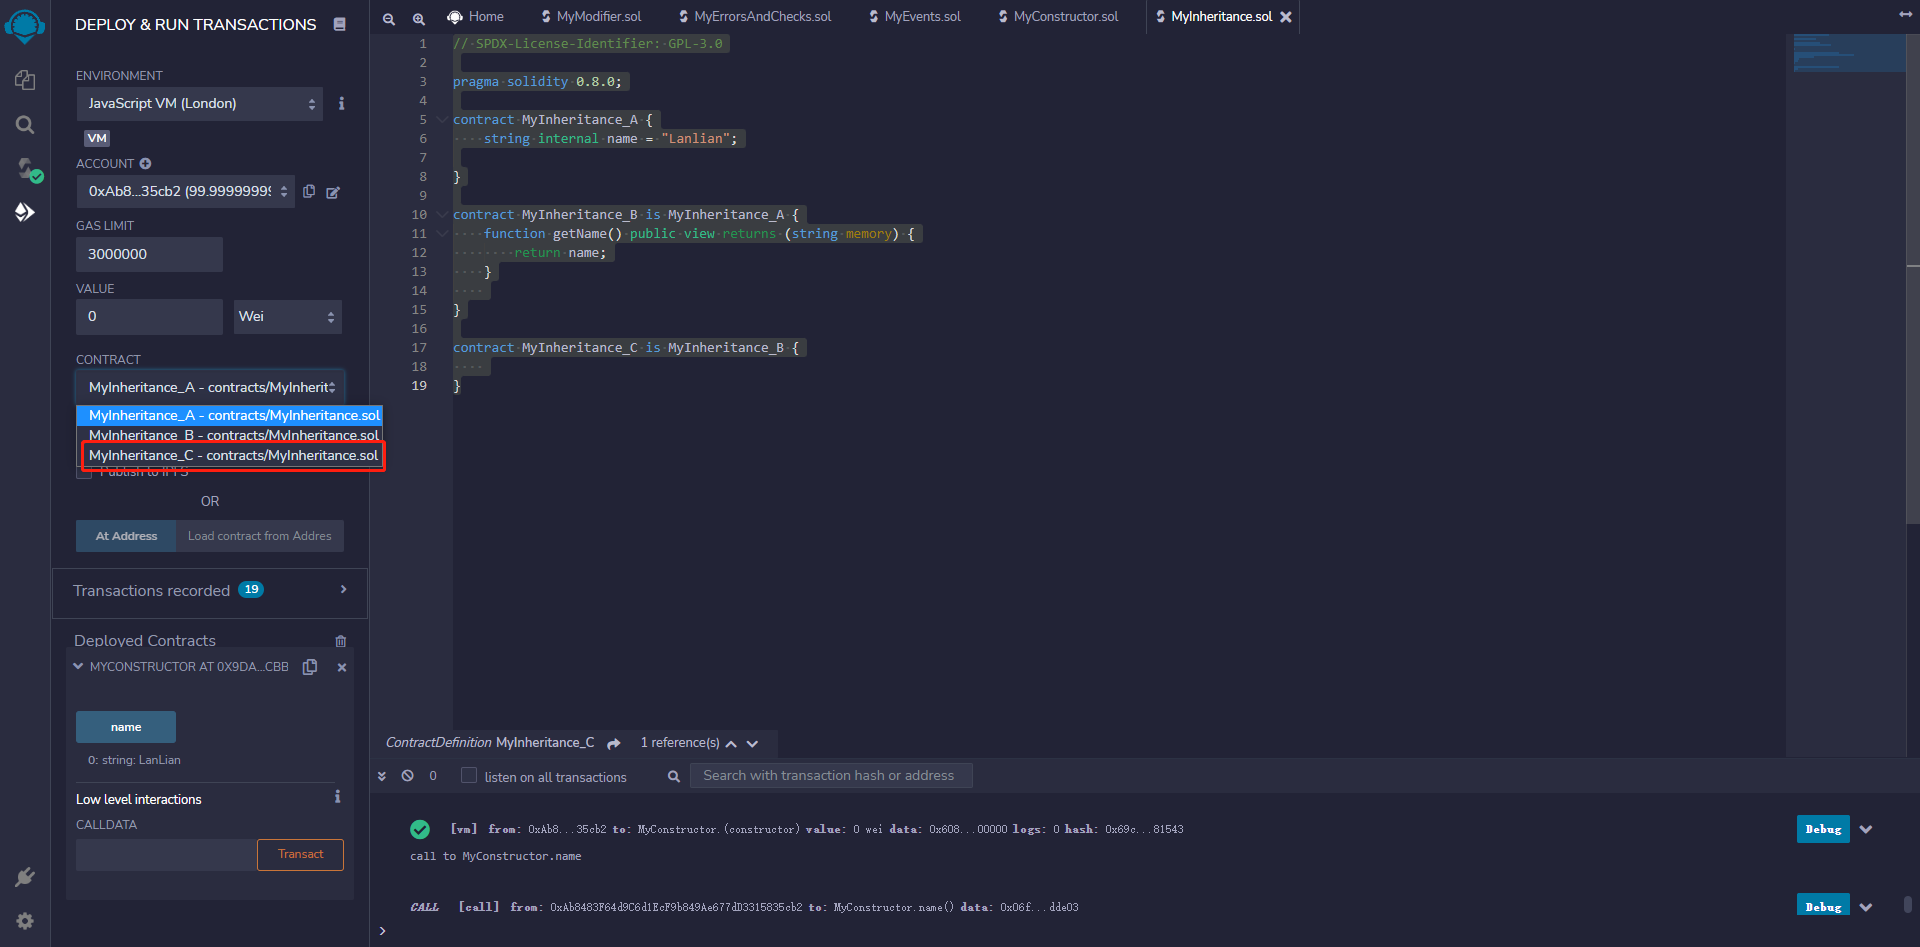 DEPLOY & RUN TRANSACTIONS
ENVIRONMENT
JavaScript VM (London)
VM
ACCOUNT
0xAb8...35cb2 (99.99999999
GAS LIMIT
3000000
VALUE
0
Wei
CONTRACT
MyInheritance_A - contracts/MyInherit
MyInheritance_A - contracts/MyInheritance.sol
MyInheritance_B - contracts/MyInheritance.sol
MyInheritance_C - contracts/MyInheritance.sol
Publish to IPFS
OR
At Address
Load contract from Addres
Transactions recorded 19
Deployed Contracts
MYCONSTRUCTOR AT 0X9DA...CBB
name
0: string: LanLian
Low level interactions
CALLDATA
Transact
Home
MyModifier.sol
MyErrorsAndChecks.sol
MyEvents.sol
MyConstructor.sol
MyInheritance.sol
1 // SPDX-License-Identifier: GPL-3.0
2
3 pragma solidity 0.8.0;
4
5 contract MyInheritance_A {
6 string internal name = "Lanlian";
7
8 }
9
10 contract MyInheritance_B is MyInheritance_A {
11 function getName() public view returns (string memory) {
12 return name;
13 }
14
15 }
16
17 contract MyInheritance_C is MyInheritance_B {
18
19 }
ContractDefinition MyInheritance_C
1 reference(s)
0
listen on all transactions
Search with transaction hash or address
[vm] from: 0xAb8...35cb2 to: MyConstructor.(constructor) value: 0 wei data: 0x608...00000 logs: 0 hash: 0x69c...81543
Debug
call to MyConstructor.name
CALL [call] from: 0xAb8483F64d9C6d1EcF9b849Ae677dD3315835cb2 to: MyConstructor.name() data: 0x06f...dde03
Debug
>